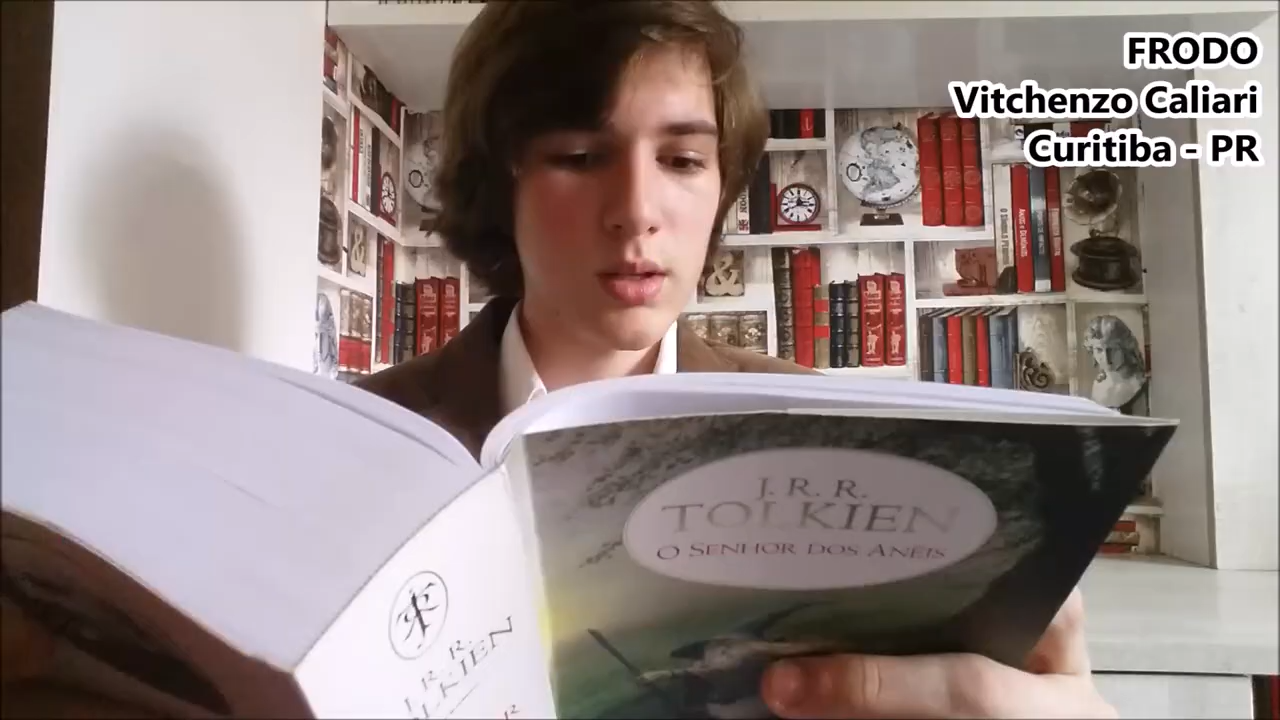 FRODO
Vitchenzo Caliari
Curitiba - PR
J. R. R.
TOLKIEN
O SENHOR DOS ANÉIS
J. R. R.
TOLKIEN